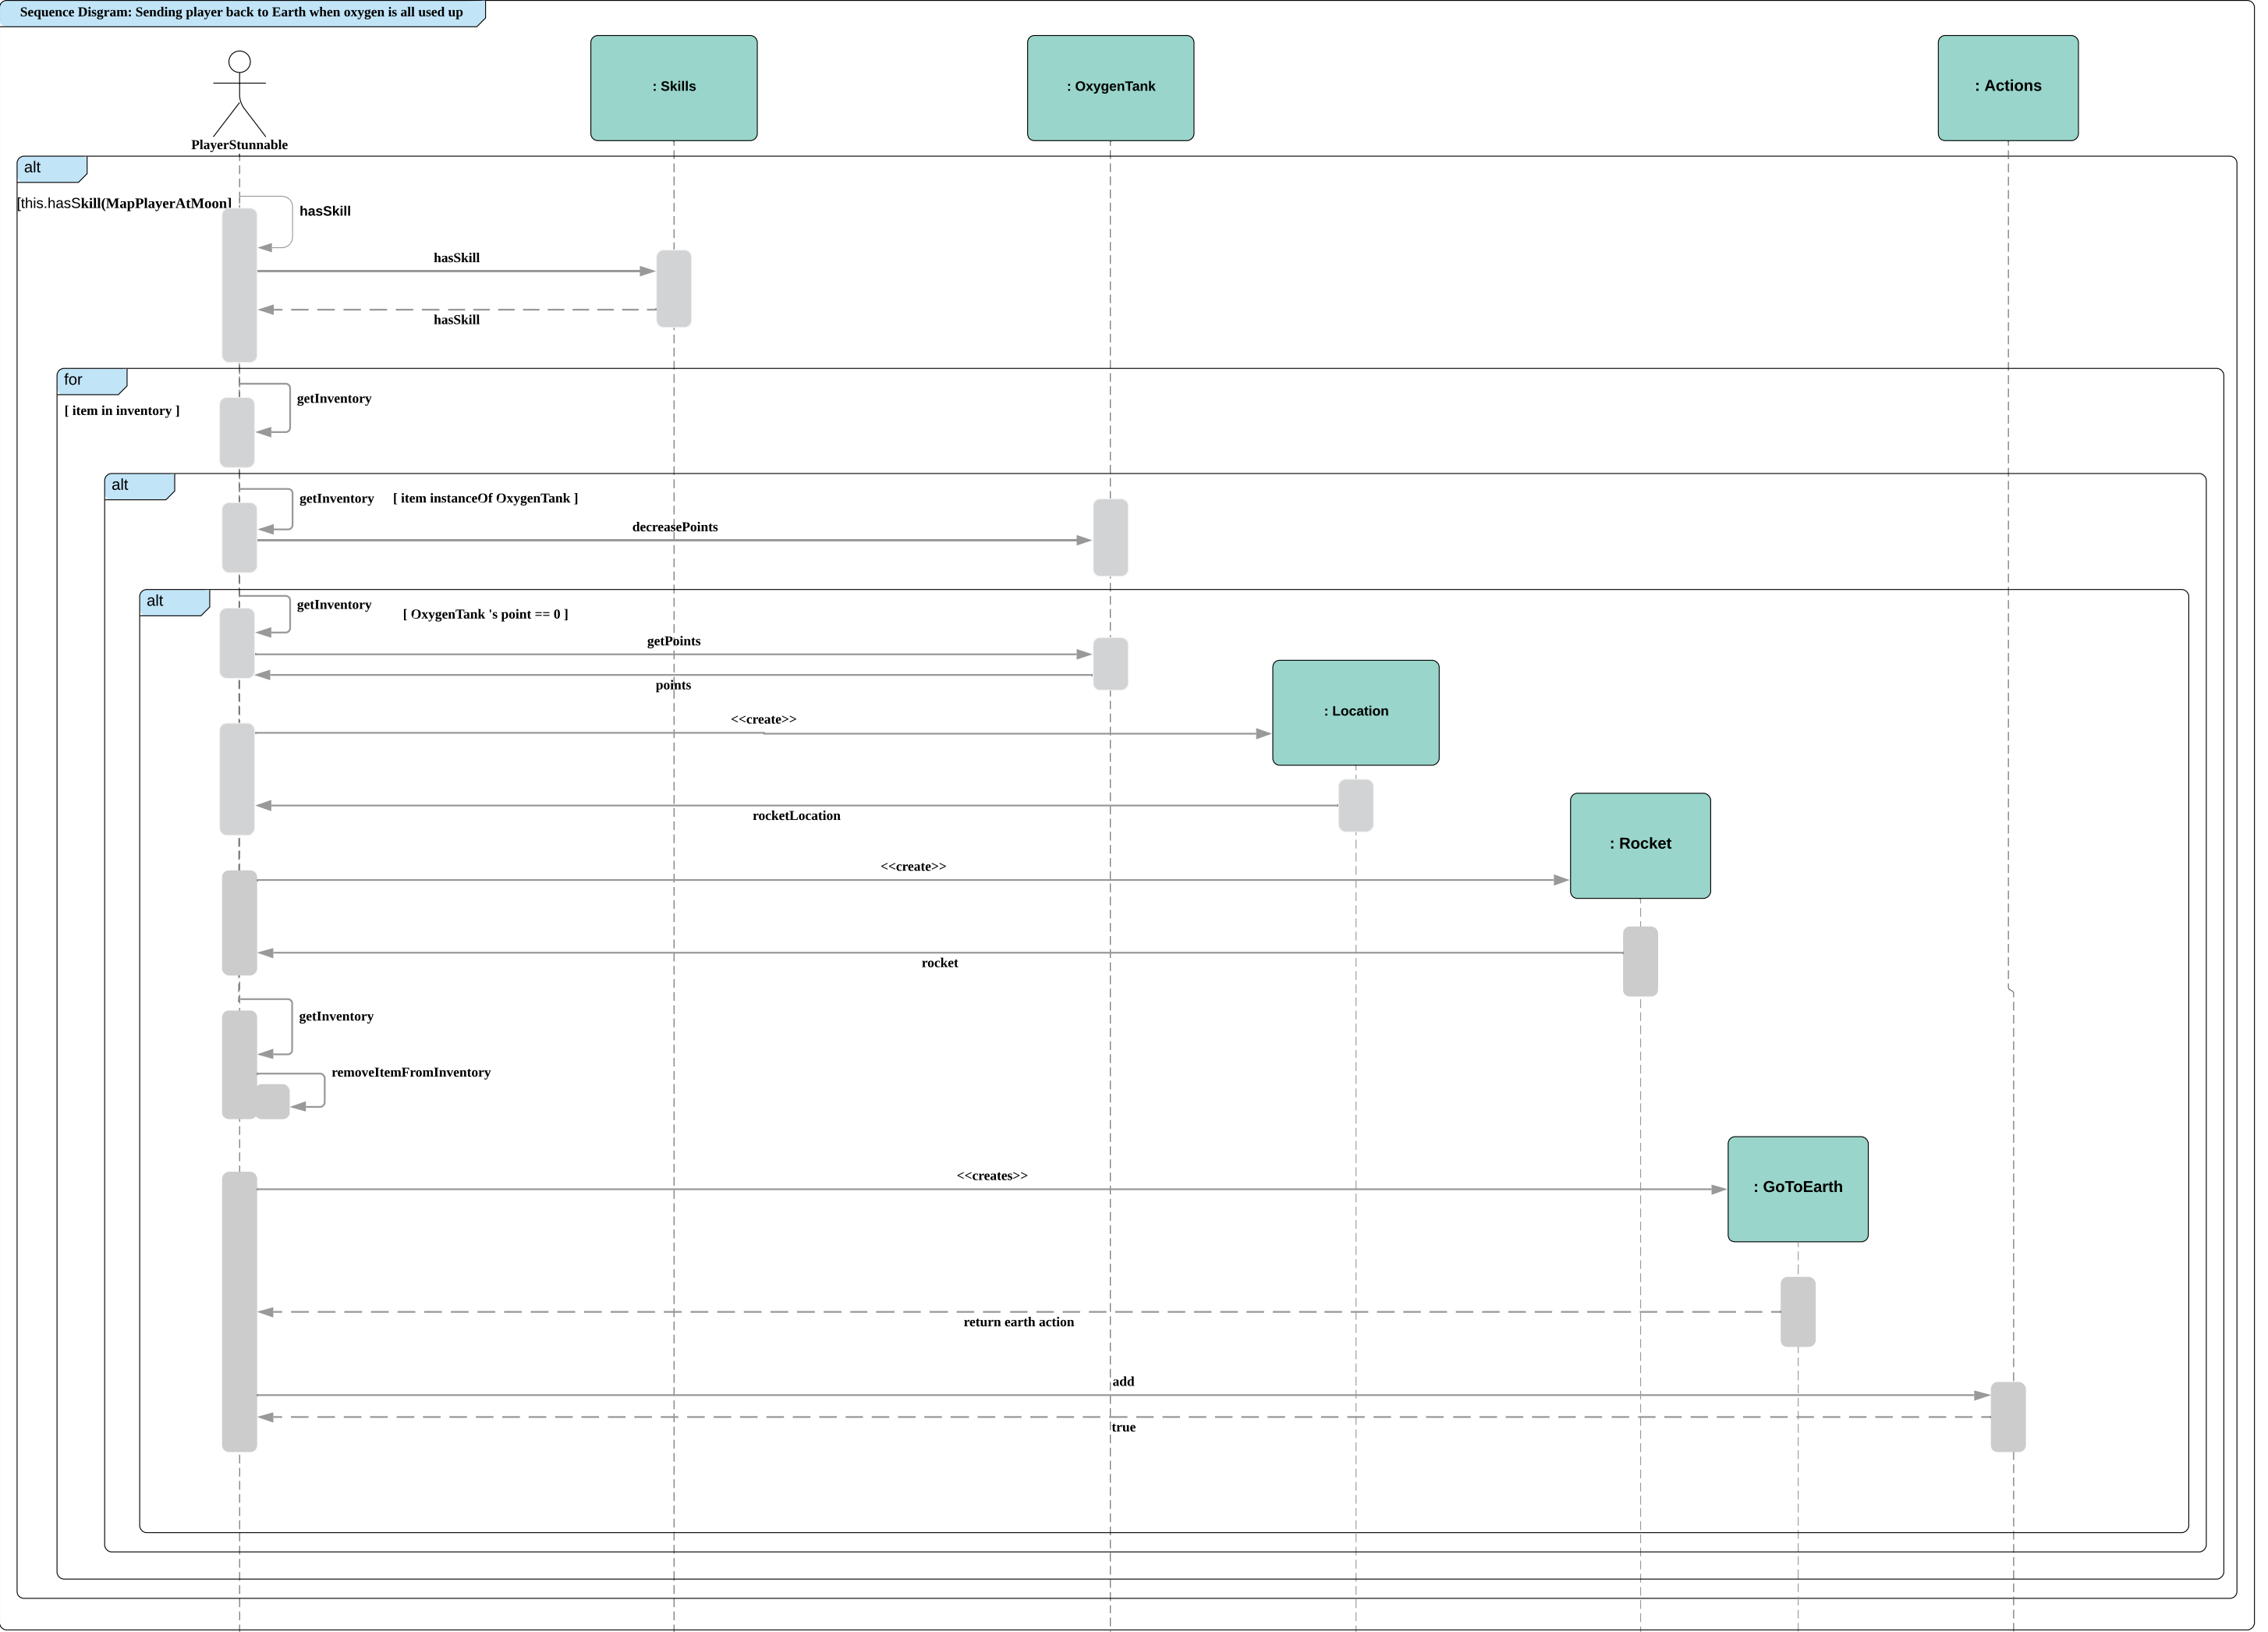 Sequence Disgram: Sending player back to Earth when oxygen is all used up
: Skills
: OxygenTank
: Actions
PlayerStunnable
alt
[this.hasSkill(MapPlayerAtMoon]
hasSkill
hasSkill
hasSkill
for
[ item in inventory ]
getInventory
alt
getInventory [ item instanceOf OxygenTank ]
decreasePoints
alt
getInventory
[ OxygenTank 's point == 0 ]
getPoints
points
: Location
<<create>>
rocketLocation
: Rocket
<<create>>
rocket
getInventory
removeItemFromInventory
<<creates>>
: GoToEarth
return earth action
add
true